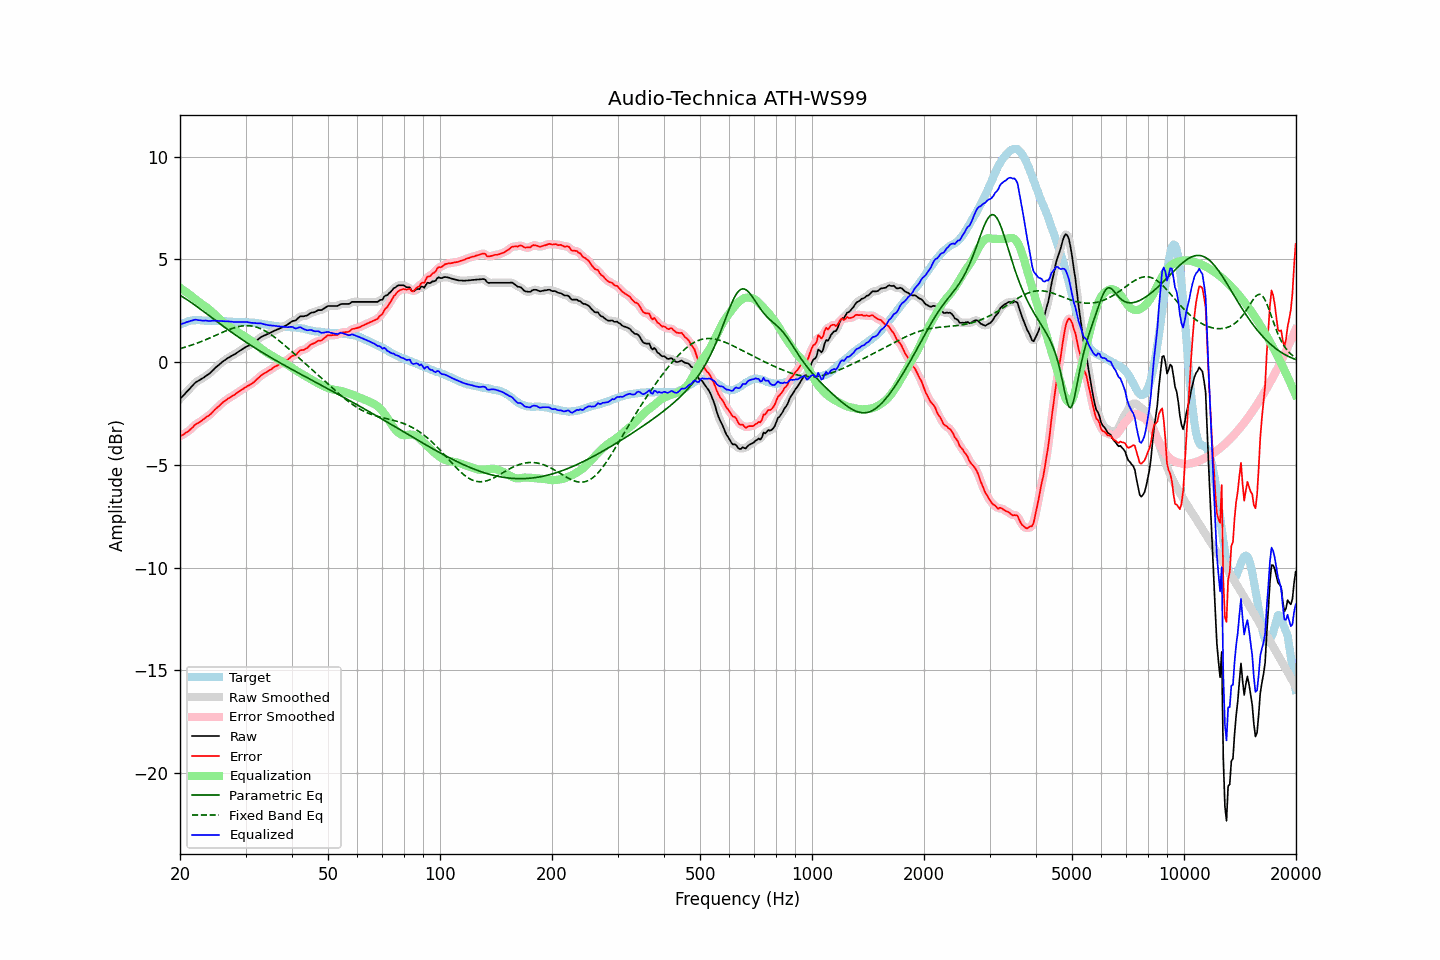 Audio-Technica ATH-WS99
Amplitude (dBr)
10
5
0
−5
−10
−15
−20
Target
Raw Smoothed
Error Smoothed
Raw
Error
Equalization
Parametric Eq
Fixed Band Eq
Equalized
20 50 100 200 500 1000 2000 5000 10000 20000
Frequency (Hz)